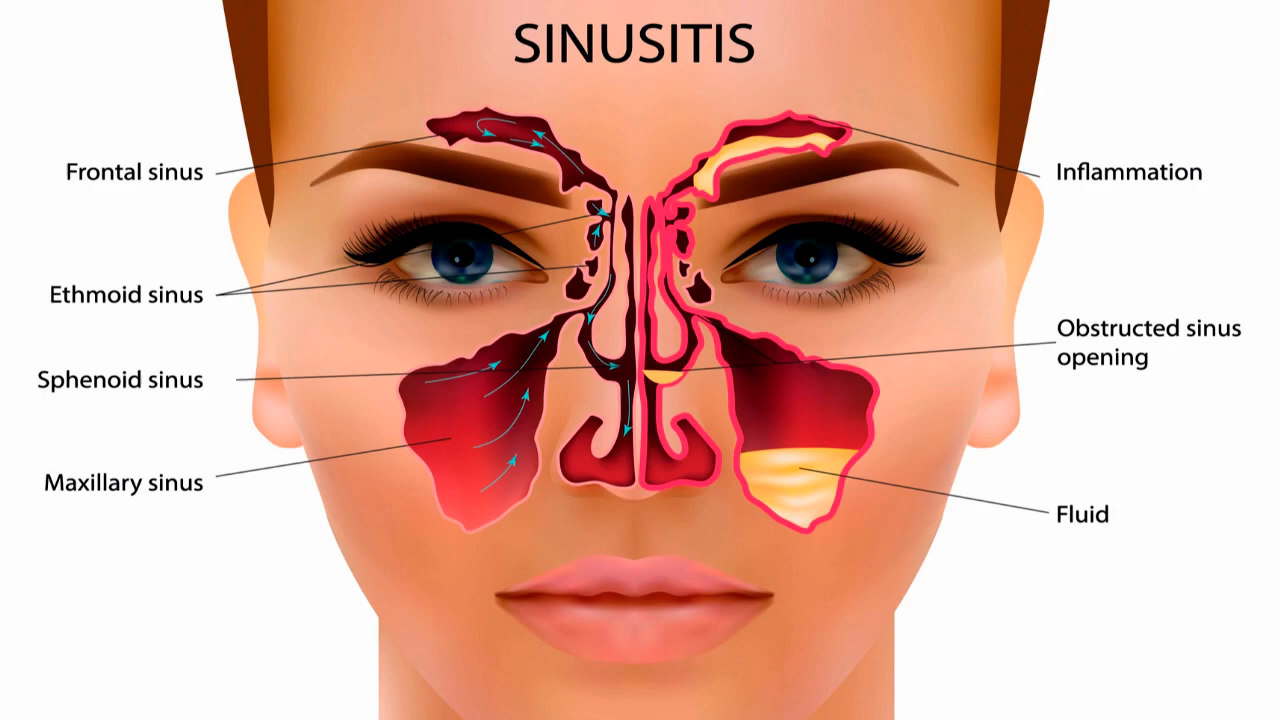 SINUSITIS
Frontal sinus
Ethmoid sinus
Sphenoid sinus
Maxillary sinus
Inflammation
Obstructed sinus
opening
Fluid